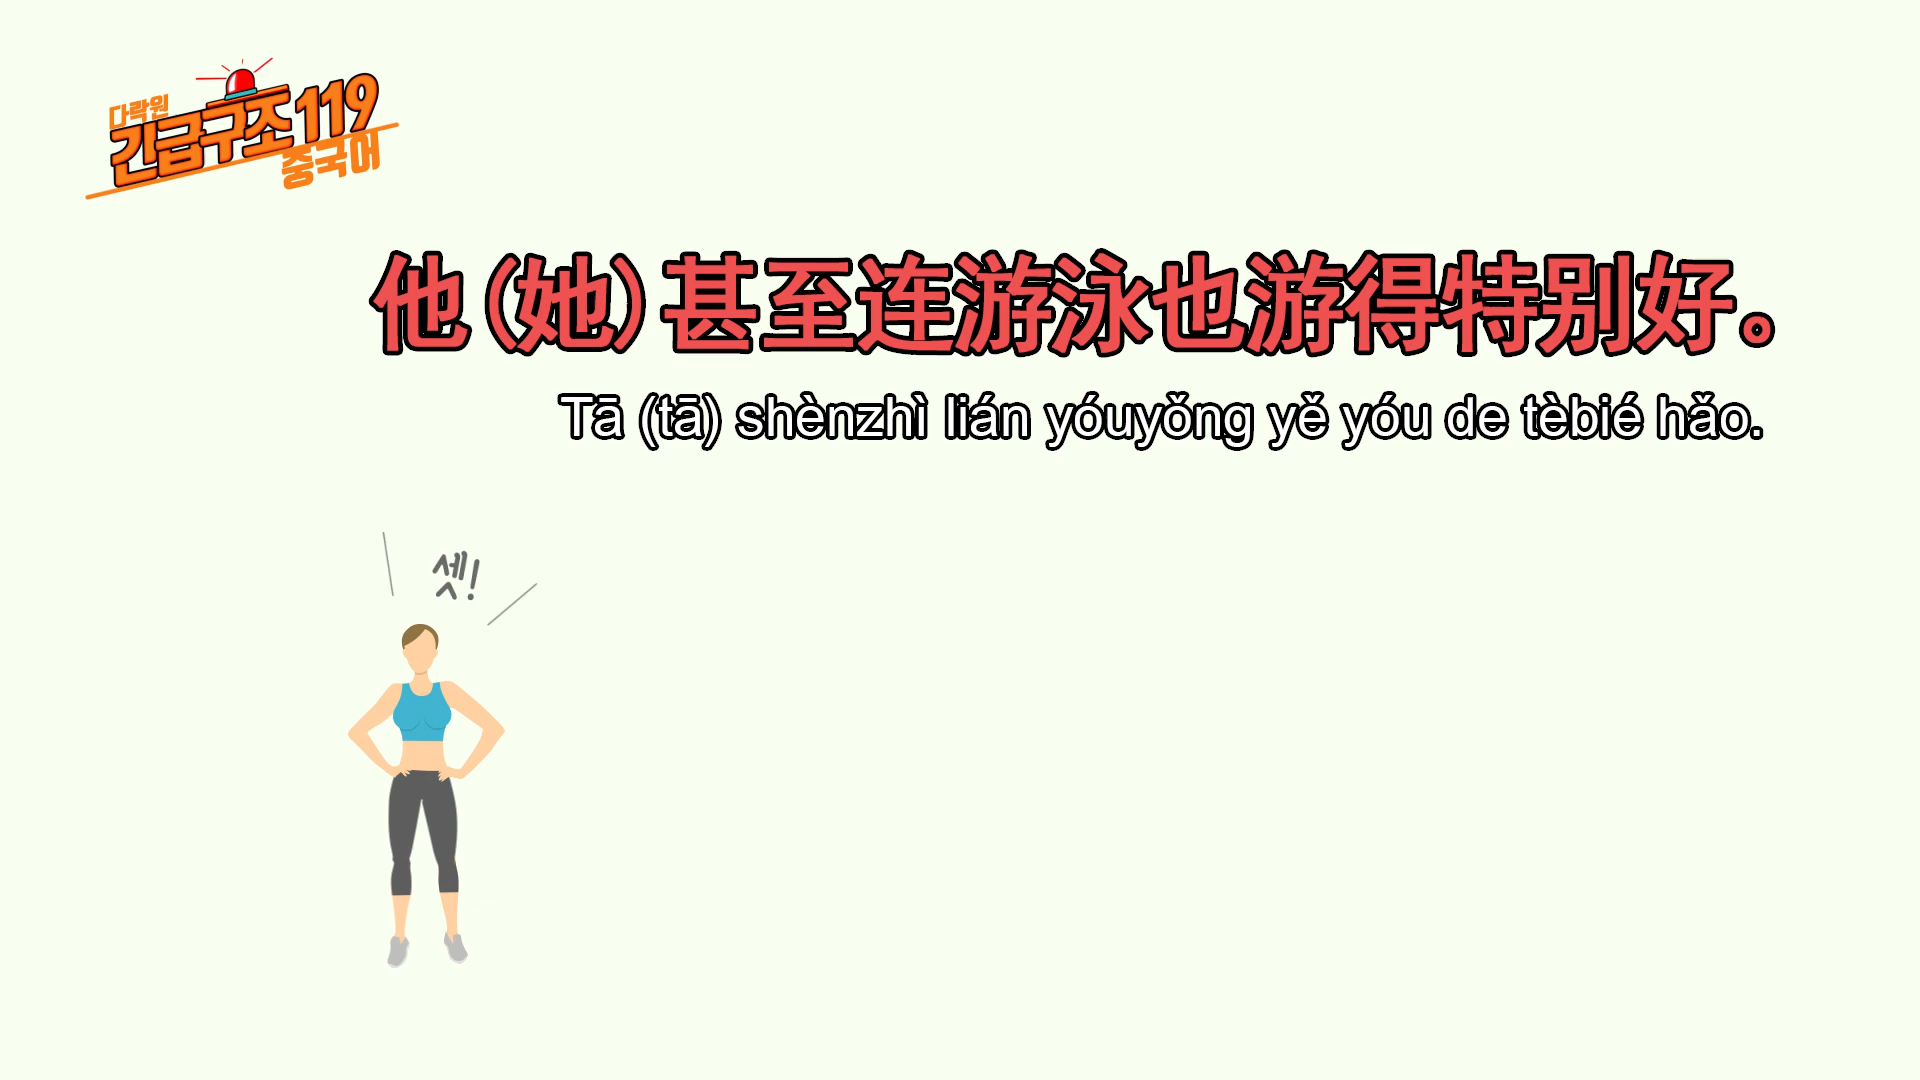 다락원
긴급구조119
중국어
他(她)甚至连游泳也游得特别好。
Tā (tā) shènzhì lián yóuyǒng yě yóu de tèbié hǎo.
셋!